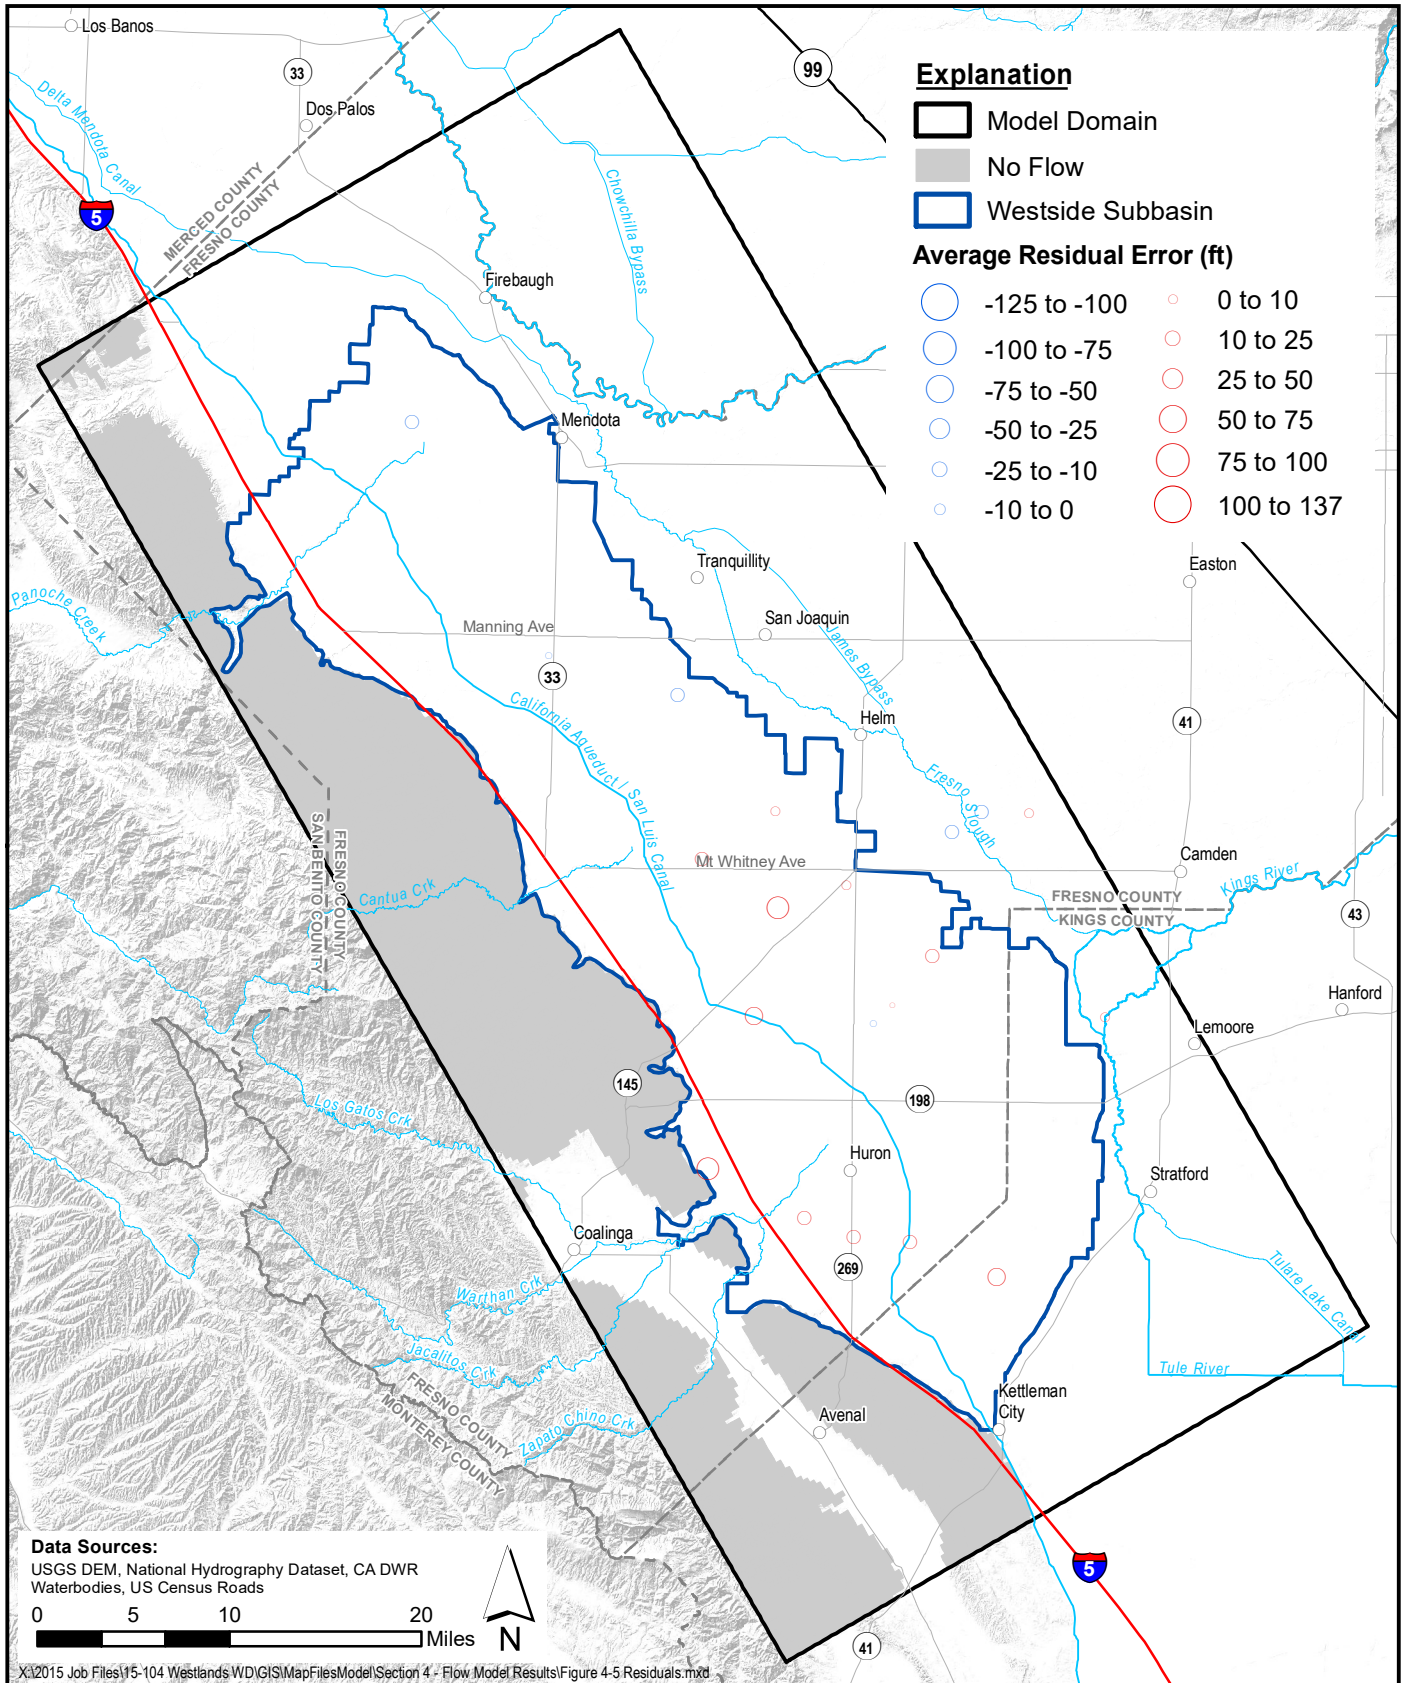 Los Banos
33
99
Dos Palos
Delta Mendota Canal
5
MERCED COUNTY
FRESNO COUNTY
Chowchilla Bypass
Firebaugh
Explanation
Model Domain
No Flow
Westside Subbasin
Average Residual Error (ft)
-125 to -100
-100 to -75
-75 to -50
-50 to -25
-25 to -10
-10 to 0
0 to 10
10 to 25
25 to 50
50 to 75
75 to 100
100 to 137
Mendota
Tranquillity
Easton
Panoche Creek
Manning Ave
San Joaquin
James Bypass
33
California Aqueduct / San Luis Canal
Helm
41
Fresno Slough
SAN BENITO COUNTY
FRESNO COUNTY
Mt Whitney Ave
Camden
Cantua Crk
Kings River
FRESNO COUNTY
KINGS COUNTY
43
Hanford
Lemoore
145
198
Los Gatos Crk
Huron
Stratford
Coalinga
269
Warthan Crk
Tulare Lake Canal
Jacalitos Crk
Tule River
FRESNO COUNTY
MONTEREY COUNTY
Zapato Chino Crk
Avenal
Kettleman
City
5
41
Data Sources:
USGS DEM, National Hydrography Dataset, CA DWR
Waterbodies, US Census Roads
0 5 10 20
Miles
N
X:\2015 Job Files\15-104 Westlands WD\GIS\MapFilesModel\Section 4 - Flow Model Results\Figure 4-5 Residuals.mxd